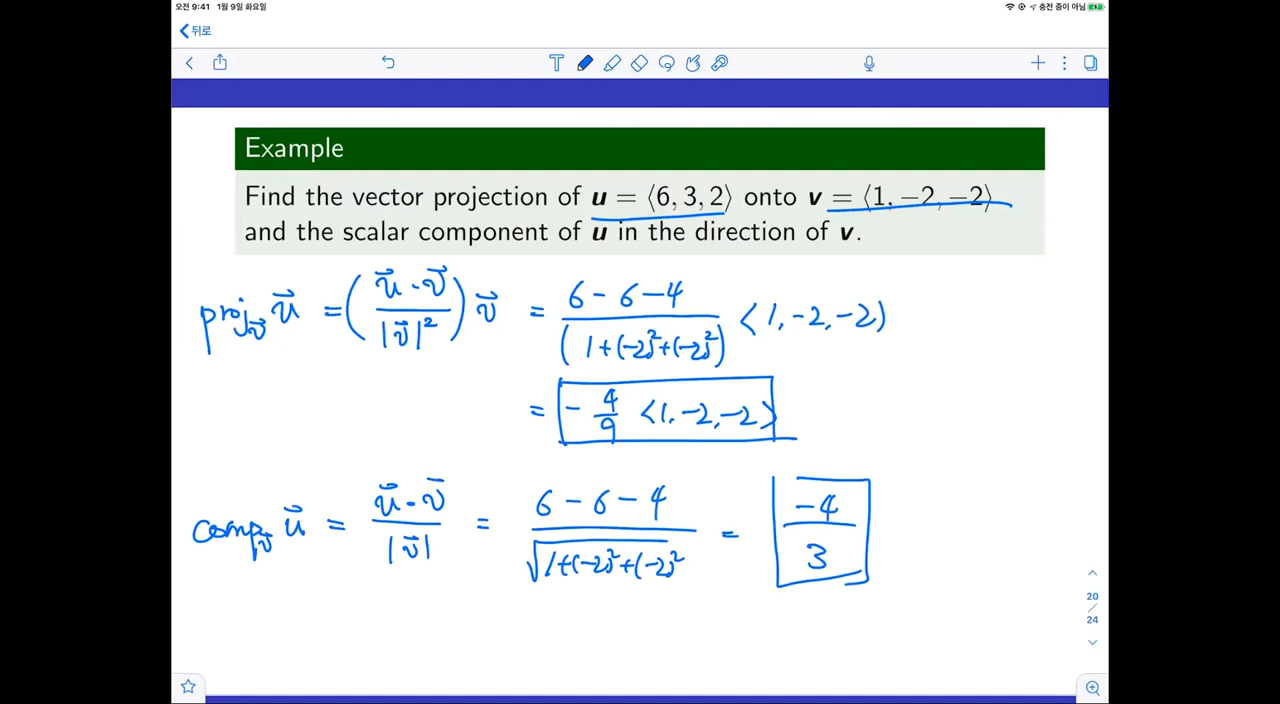 오전 9:41 1월 9일 화요일
충전 중이 아님
뒤로
Example
Find the vector projection of u = ⟨6, 3, 2⟩ onto v = ⟨1, −2, −2⟩
and the scalar component of u in the direction of v.
proj_v⃗ u⃗ = (u⃗ · v⃗ / |v⃗|²) v⃗ = 6 − 6 − 4 / (1 + (−2)² + (−2)²) ⟨1, −2, −2⟩
= − 4/9 ⟨1, −2, −2⟩
comp_v⃗ u⃗ = u⃗ · v⃗ / |v⃗| = 6 − 6 − 4 / √1 + (−2)² + (−2)² = −4 / 3
20
/
24